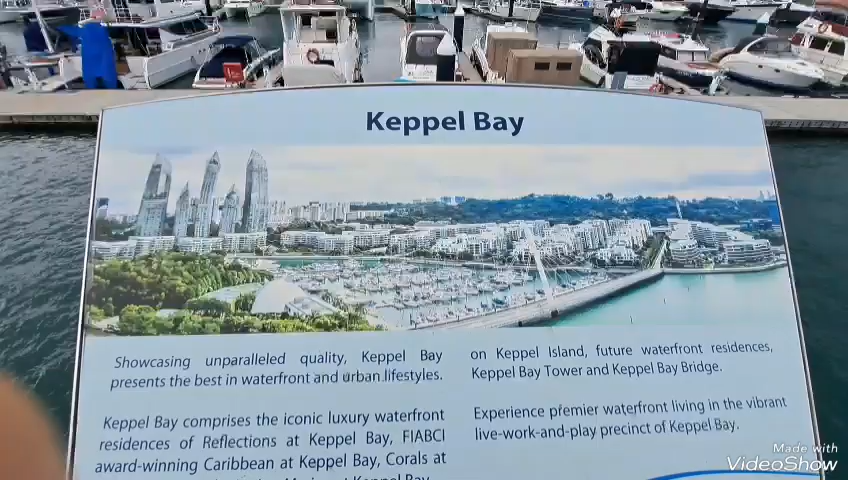 Keppel Bay
Showcasing unparalleled quality, Keppel Bay
presents the best in waterfront and urban lifestyles.
Keppel Bay comprises the iconic luxury waterfront
residences of Reflections at Keppel Bay, FIABCI
award-winning Caribbean at Keppel Bay, Corals at
at Keppel Bay
on Keppel Island, future waterfront residences,
Keppel Bay Tower and Keppel Bay Bridge.
Experience premier waterfront living in the vibrant
live-work-and-play precinct of Keppel Bay.
Made with
VideoShow